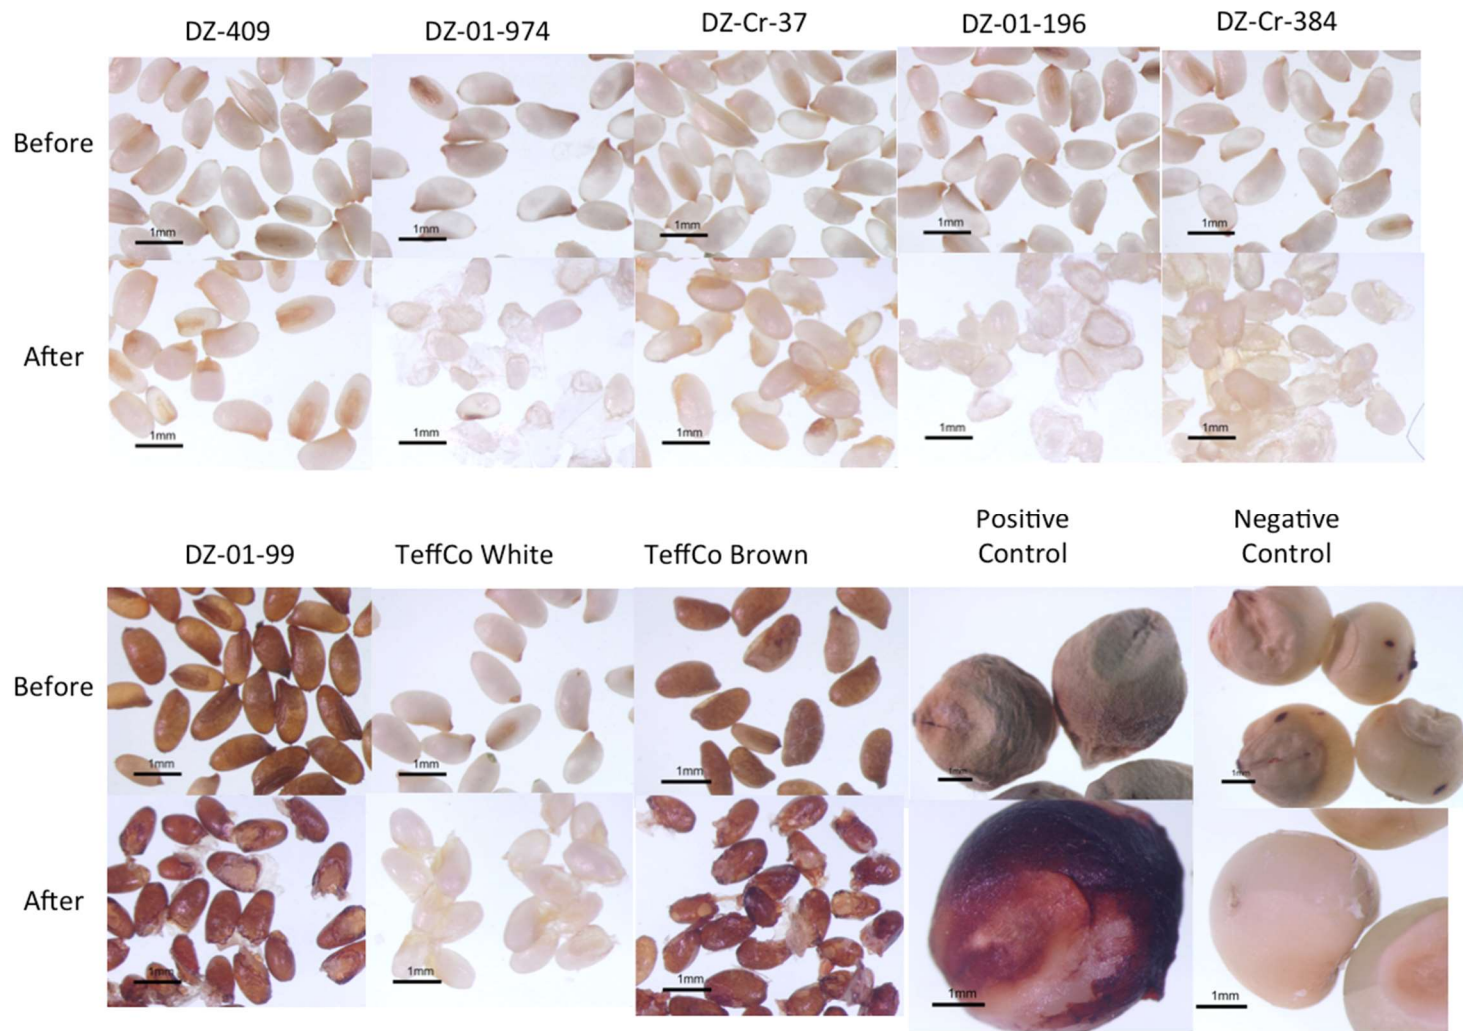 DZ-409 DZ-01-974 DZ-Cr-37 DZ-01-196 DZ-Cr-384
Before
1mm 1mm 1mm 1mm 1mm
After
1mm 1mm 1mm 1mm 1mm
DZ-01-99 TeffCo White TeffCo Brown Positive Control Negative Control
Before
1mm 1mm 1mm 1mm 1mm
After
1mm 1mm 1mm 1mm 1mm